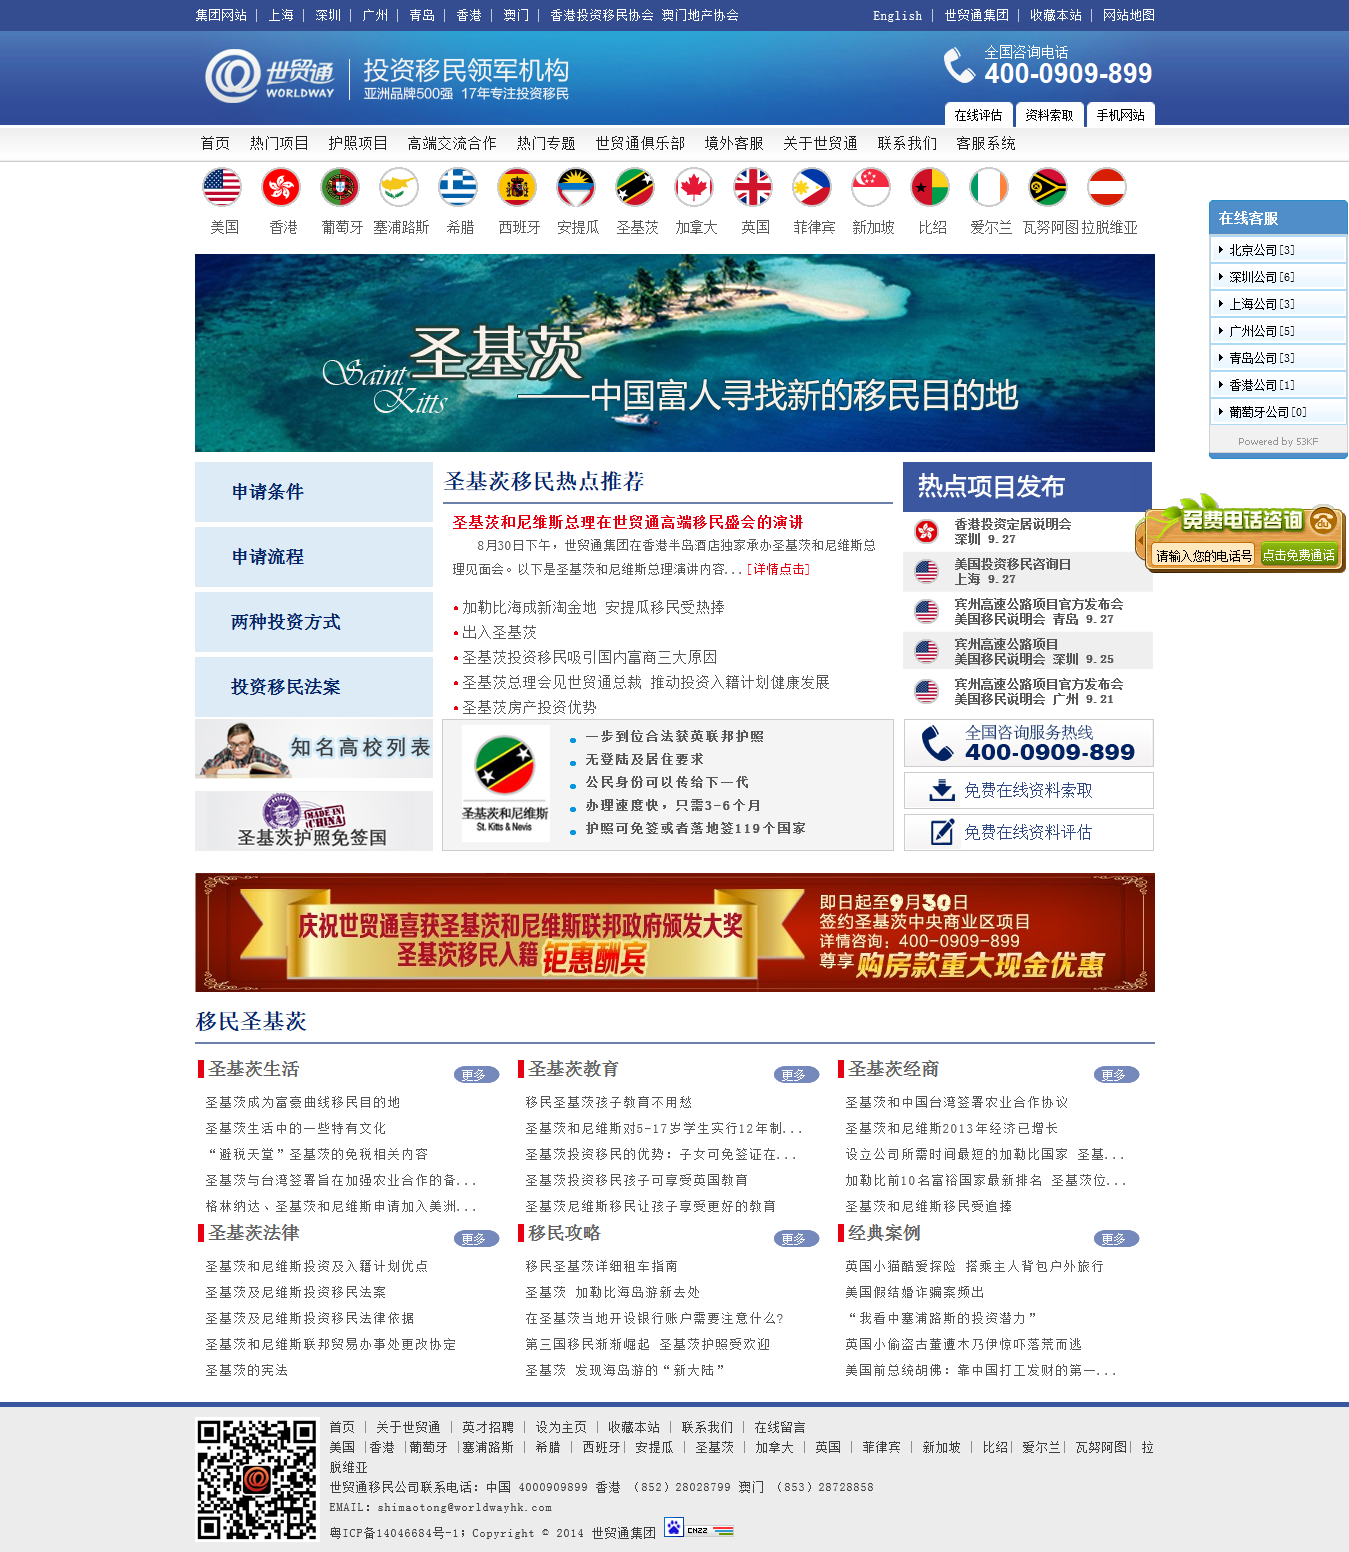 集团网站 | 上海 | 深圳 | 广州 | 青岛 | 香港 | 澳门 | 香港投资移民协会 澳门地产协会
English | 世贸通集团 | 收藏本站 | 网站地图
世贸通 WORLDWAY
投资移民领军机构
亚洲品牌500强 17年专注投资移民
全国咨询电话
400-0909-899
在线评估 资料索取 手机网站
首页 热门项目 护照项目 高端交流合作 热门专题 世贸通俱乐部 境外客服 关于世贸通 联系我们 客服系统
美国 香港 葡萄牙 塞浦路斯 希腊 西班牙 安提瓜 圣基茨 加拿大 英国 菲律宾 新加坡 比绍 爱尔兰 瓦努阿图 拉脱维亚
在线客服
北京公司[3]
深圳公司[6]
上海公司[3]
广州公司[5]
青岛公司[3]
香港公司[1]
葡萄牙公司[0]
Powered by 53KF
免费电话咨询
请输入您的电话号 点击免费通话
圣基茨
Saint Kitts
——中国富人寻找新的移民目的地
申请条件
申请流程
两种投资方式
投资移民法案
知名高校列表
MADE IN CHINA
圣基茨护照免签国
圣基茨移民热点推荐
圣基茨和尼维斯总理在世贸通高端移民盛会的演讲
8月30日下午，世贸通集团在香港半岛酒店独家承办圣基茨和尼维斯总
理见面会。以下是圣基茨和尼维斯总理演讲内容...[详情点击]
加勒比海成新淘金地 安提瓜移民受热捧
出入圣基茨
圣基茨投资移民吸引国内富商三大原因
圣基茨总理会见世贸通总裁 推动投资入籍计划健康发展
圣基茨房产投资优势
圣基茨和尼维斯
St. Kitts & Nevis
一步到位合法获英联邦护照
无登陆及居住要求
公民身份可以传给下一代
办理速度快，只需3-6个月
护照可免签或者落地签119个国家
热点项目发布
香港投资定居说明会
深圳 9.27
美国投资移民咨询日
上海 9.27
宾州高速公路项目官方发布会
美国移民说明会 青岛 9.27
宾州高速公路项目
美国移民说明会 深圳 9.25
宾州高速公路项目官方发布会
美国移民说明会 广州 9.21
全国咨询服务热线
400-0909-899
免费在线资料索取
免费在线资料评估
庆祝世贸通喜获圣基茨和尼维斯联邦政府颁发大奖
圣基茨移民入籍 钜惠酬宾
即日起至9月30日
签约圣基茨中央商业区项目
详情咨询：400-0909-899
尊享 购房款重大现金优惠
移民圣基茨
圣基茨生活 更多
圣基茨成为富豪曲线移民目的地
圣基茨生活中的一些特有文化
“避税天堂”圣基茨的免税相关内容
圣基茨与台湾签署旨在加强农业合作的备...
格林纳达、圣基茨和尼维斯申请加入美洲...
圣基茨教育 更多
移民圣基茨孩子教育不用愁
圣基茨和尼维斯对5-17岁学生实行12年制...
圣基茨投资移民的优势：子女可免签证在...
圣基茨投资移民孩子可享受英国教育
圣基茨尼维斯移民让孩子享受更好的教育
圣基茨经商 更多
圣基茨和中国台湾签署农业合作协议
圣基茨和尼维斯2013年经济已增长
设立公司所需时间最短的加勒比国家 圣基...
加勒比前10名富裕国家最新排名 圣基茨位...
圣基茨和尼维斯移民受追捧
圣基茨法律 更多
圣基茨和尼维斯投资及入籍计划优点
圣基茨及尼维斯投资移民法案
圣基茨及尼维斯投资移民法律依据
圣基茨和尼维斯联邦贸易办事处更改协定
圣基茨的宪法
移民攻略 更多
移民圣基茨详细租车指南
圣基茨 加勒比海岛游新去处
在圣基茨当地开设银行账户需要注意什么?
第三国移民渐渐崛起 圣基茨护照受欢迎
圣基茨 发现海岛游的“新大陆”
经典案例 更多
英国小猫酷爱探险 搭乘主人背包户外旅行
美国假结婚诈骗案频出
“我看中塞浦路斯的投资潜力”
英国小偷盗古董遭木乃伊惊吓落荒而逃
美国前总统胡佛：靠中国打工发财的第一...
首页 | 关于世贸通 | 英才招聘 | 设为主页 | 收藏本站 | 联系我们 | 在线留言
美国 |香港 |葡萄牙 |塞浦路斯 | 希腊 | 西班牙| 安提瓜 | 圣基茨 | 加拿大 | 英国 | 菲律宾 | 新加坡 | 比绍| 爱尔兰| 瓦努阿图| 拉
脱维亚
世贸通移民公司联系电话：中国 4000909899 香港 （852）28028799 澳门 （853）28728858
EMAIL：shimaotong@worldwayhk.com
粤ICP备14046684号-1；Copyright © 2014 世贸通集团 CNZZ